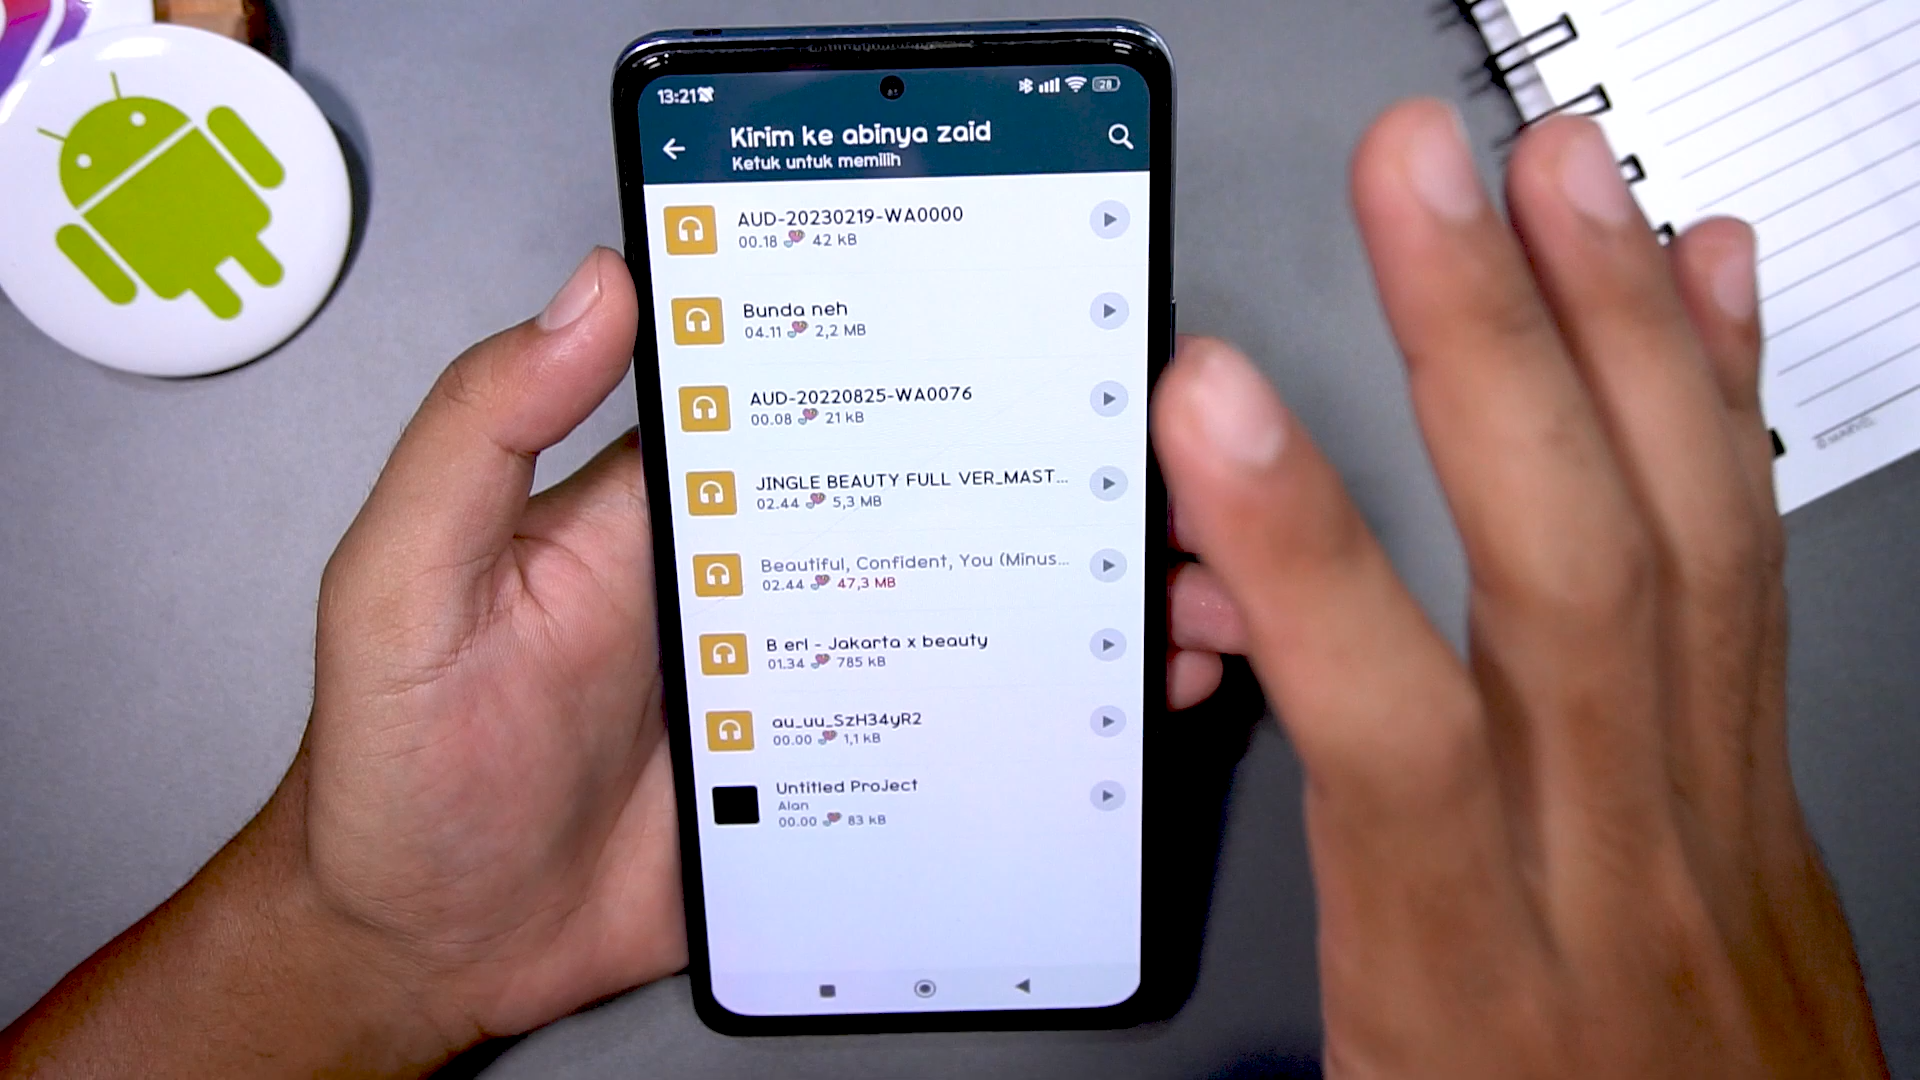 13:21
28
Kirim ke abinya zaid
Ketuk untuk memilih
AUD-20230219-WA0000
00.18 42 kB
Bunda neh
04.11 2,2 MB
AUD-20220825-WA0076
00.08 21 kB
JINGLE BEAUTY FULL VER_MAST...
02.44 5,3 MB
Beautiful, Confident, You (Minus...
02.44 47,3 MB
B erl - Jakarta x beauty
01.34 785 kB
au_uu_SzH34yR2
00.00 1,1 kB
Untitled Project
Alan
00.00 83 kB
© MARVEL